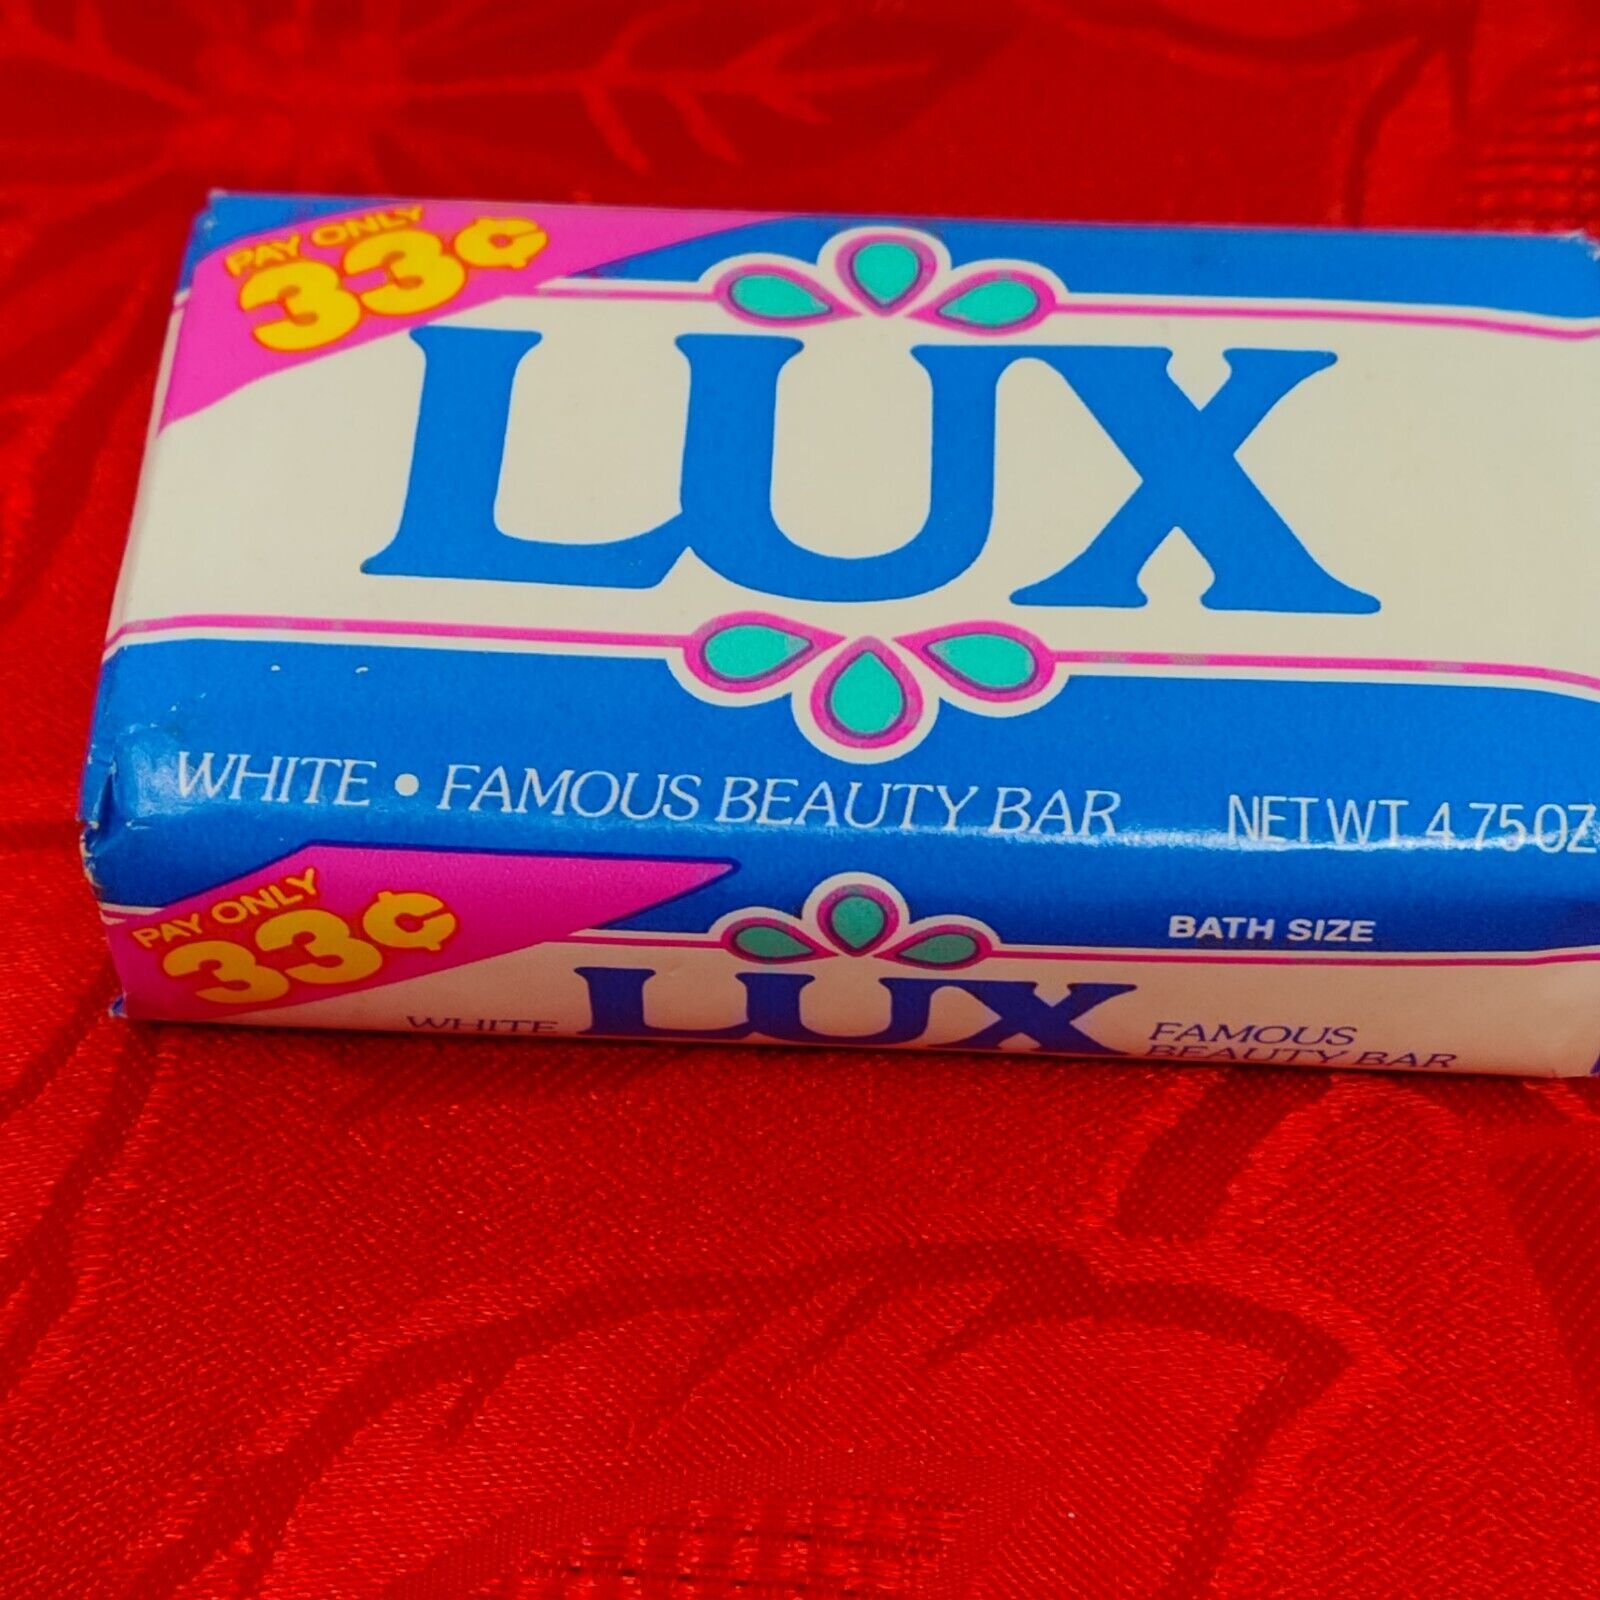 PAY ONLY
33¢
LUX
WHITE • FAMOUS BEAUTY BAR
NET WT. 4.75 OZ
BATH SIZE
PAY ONLY
33¢
WHITE
LUX
FAMOUS
BEAUTY BAR